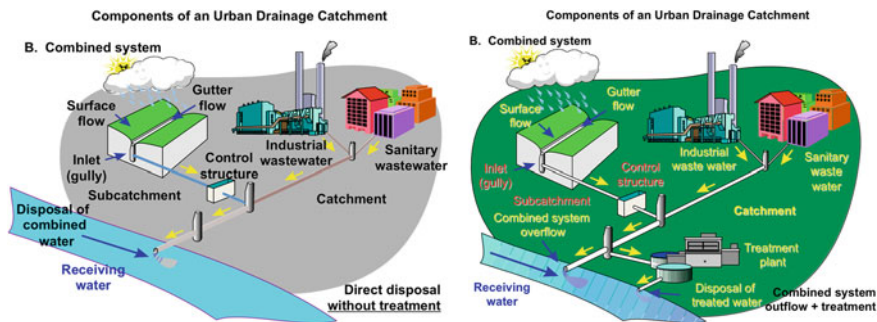 Components of an Urban Drainage Catchment
B. Combined system
Surface
flow
Gutter
flow
Inlet
(gully)
Control
structure
Industrial
wastewater
Sanitary
wastewater
Subcatchment
Catchment
Disposal of
combined
water
Receiving
water
Direct disposal
without treatment
Components of an Urban Drainage Catchment
B. Combined system
Surface
flow
Gutter
flow
Inlet
(gully)
Control
structure
Industrial
waste water
Sanitary
waste
water
Subcatchment
Catchment
Combined system
overflow
Treatment
plant
Receiving
water
Disposal of
treated water
Combined system
outflow + treatment